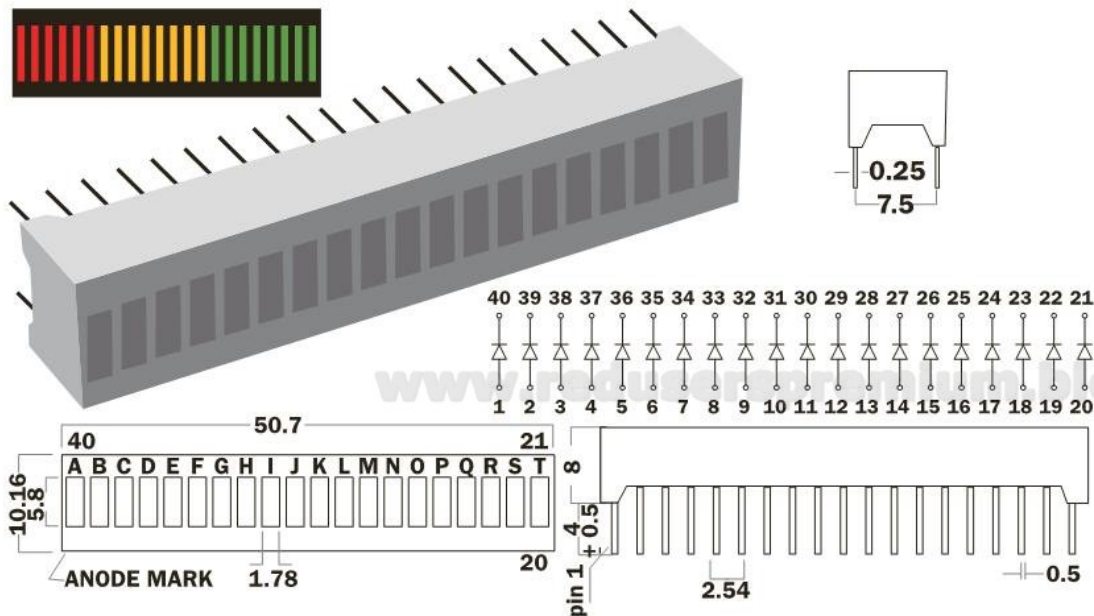 0.25
7.5
40 39 38 37 36 35 34 33 32 31 30 29 28 27 26 25 24 23 22 21
www.reduserspremium.bl
1 2 3 4 5 6 7 8 9 10 11 12 13 14 15 16 17 18 19 20
50.7
40 21
A B C D E F G H I J K L M N O P Q R S T
10.16
5.8
20
ANODE MARK
1.78
8
4 + 0.5
pin 1
2.54
0.5